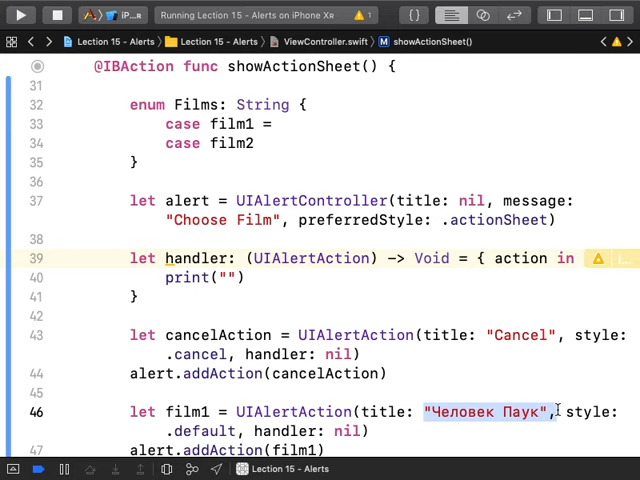 iP...r
Running Lection 15 – Alerts on iPhone Xʀ
1
Lection 15 – Alerts
Lection 15 – Alerts
ViewController.swift
M showActionSheet()
@IBAction func showActionSheet() {
31
32 enum Films: String {
33 case film1 =
34 case film2
35 }
36
37 let alert = UIAlertController(title: nil, message:
"Choose Film", preferredStyle: .actionSheet)
38
39 let handler: (UIAlertAction) -> Void = { action in
I...
40 print("")
41 }
42
43 let cancelAction = UIAlertAction(title: "Cancel", style:
.cancel, handler: nil)
44 alert.addAction(cancelAction)
45
46 let film1 = UIAlertAction(title: "Человек Паук", style:
.default, handler: nil)
47 alert.addAction(film1)
Lection 15 – Alerts